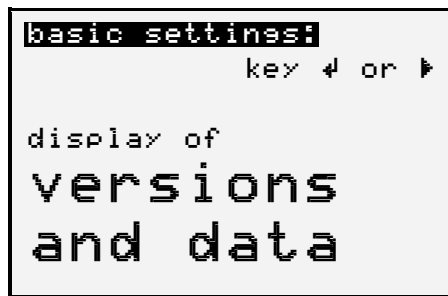 basic settings:
key ↲ or ▶
display of
versions
and data